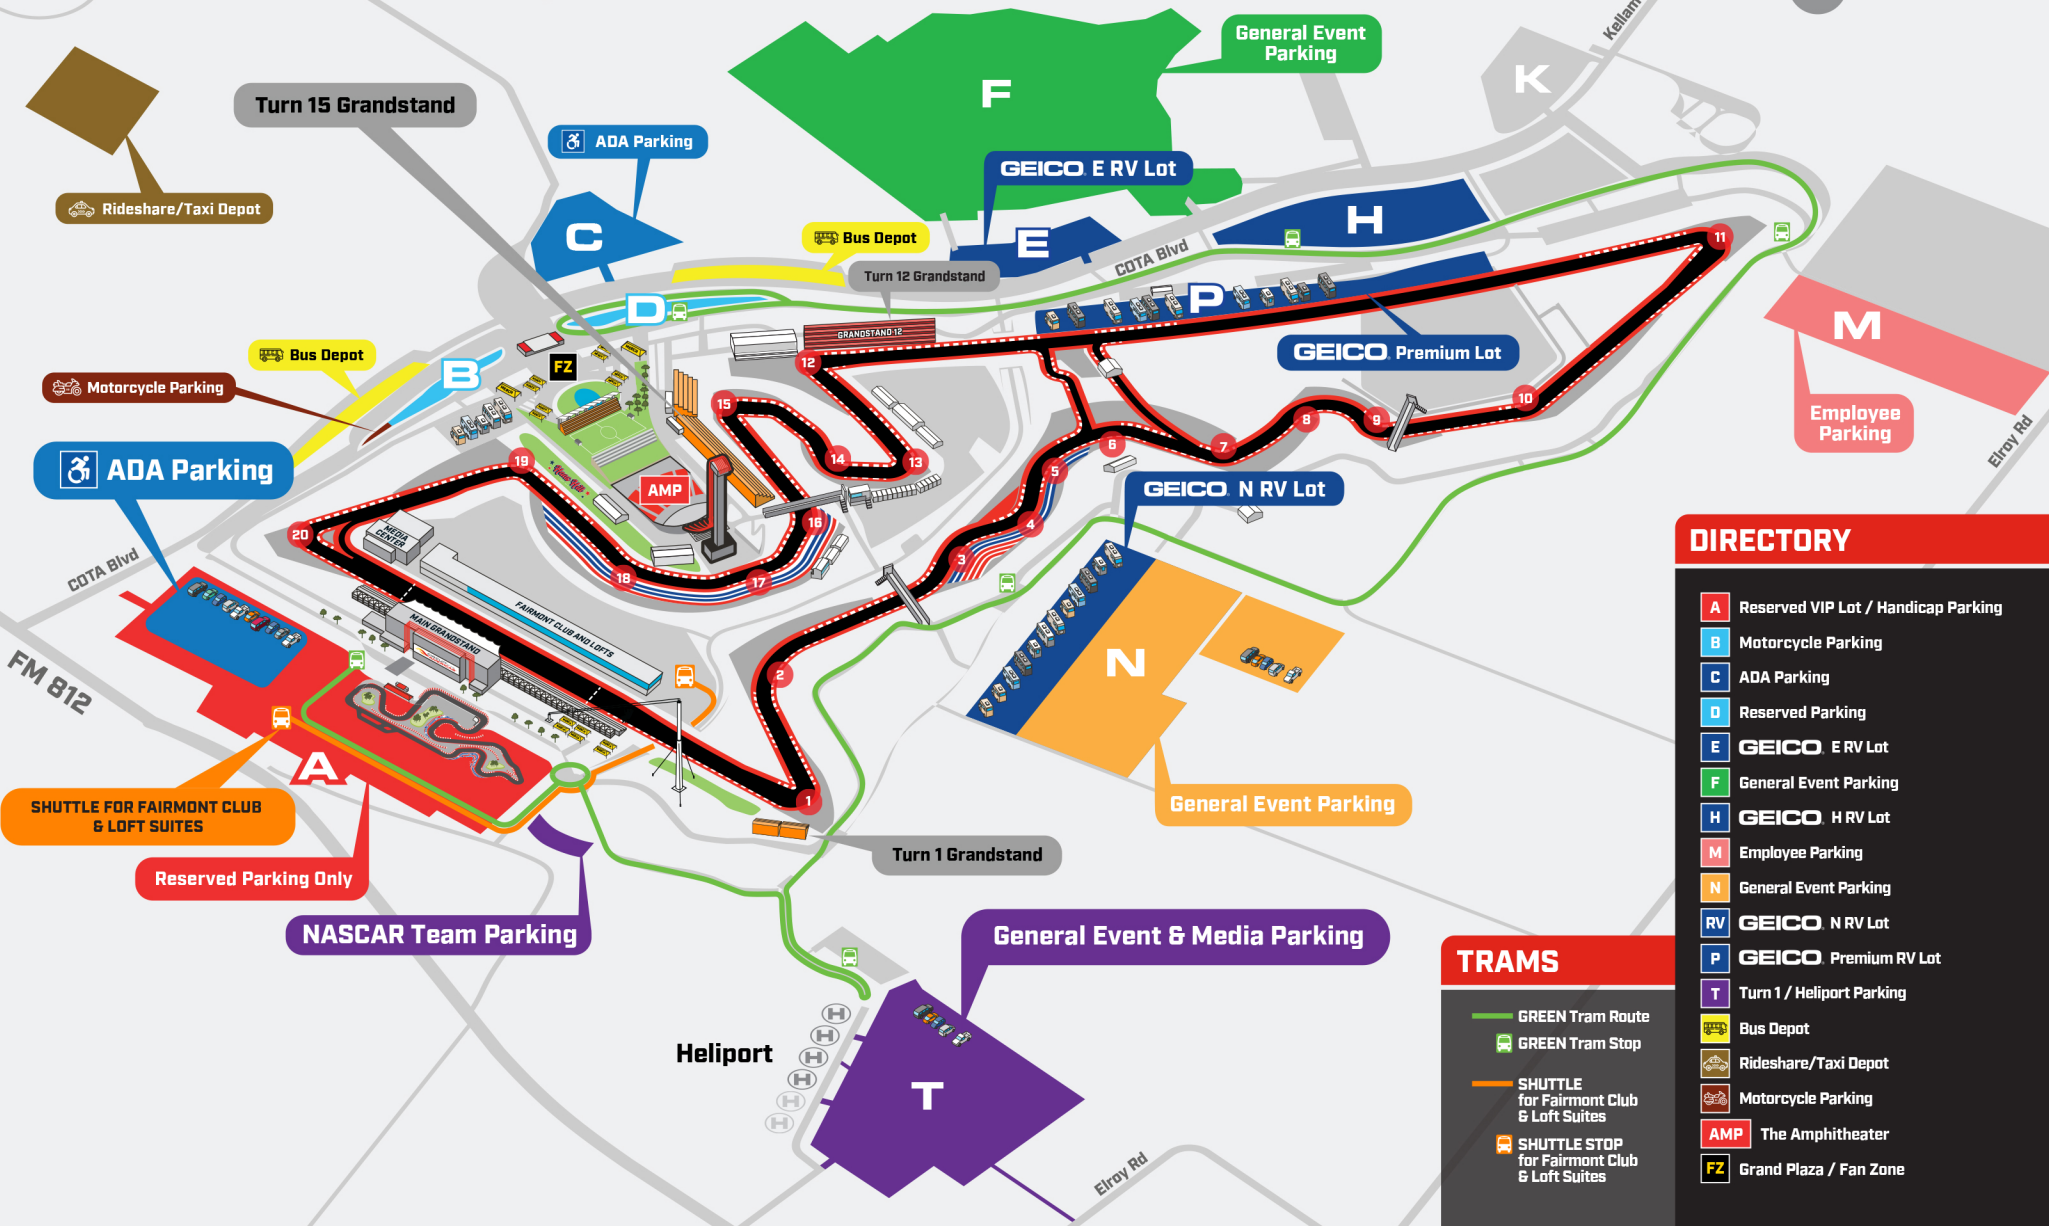 Kellam
General Event
Parking
F
K
Turn 15 Grandstand
ADA Parking
GEICO E RV Lot
Rideshare/Taxi Depot
C
Bus Depot
E
H
COTA Blvd
11
Turn 12 Grandstand
D
P
GRANDSTAND 12
M
Bus Depot
FZ
12
GEICO Premium Lot
B
Motorcycle Parking
15
10
8
9
Employee
Parking
Elroy Rd
6
7
14
13
5
19
ADA Parking
AMP
GEICO N RV Lot
16
4
20
MEDIA
CENTER
3
COTA Blvd
18
17
FAIRMONT CLUB AND LOFTS
MAIN GRANDSTAND
N
2
FM 812
A
1
SHUTTLE FOR FAIRMONT CLUB
& LOFT SUITES
General Event Parking
Turn 1 Grandstand
Reserved Parking Only
NASCAR Team Parking
General Event & Media Parking
H
H
H
H
H
H
Heliport
T
Elroy Rd
TRAMS
GREEN Tram Route
GREEN Tram Stop
SHUTTLE
for Fairmont Club
& Loft Suites
SHUTTLE STOP
for Fairmont Club
& Loft Suites
DIRECTORY
A Reserved VIP Lot / Handicap Parking
B Motorcycle Parking
C ADA Parking
D Reserved Parking
E GEICO E RV Lot
F General Event Parking
H GEICO H RV Lot
M Employee Parking
N General Event Parking
RV GEICO N RV Lot
P GEICO Premium RV Lot
T Turn 1 / Heliport Parking
Bus Depot
Rideshare/Taxi Depot
Motorcycle Parking
AMP The Amphitheater
FZ Grand Plaza / Fan Zone